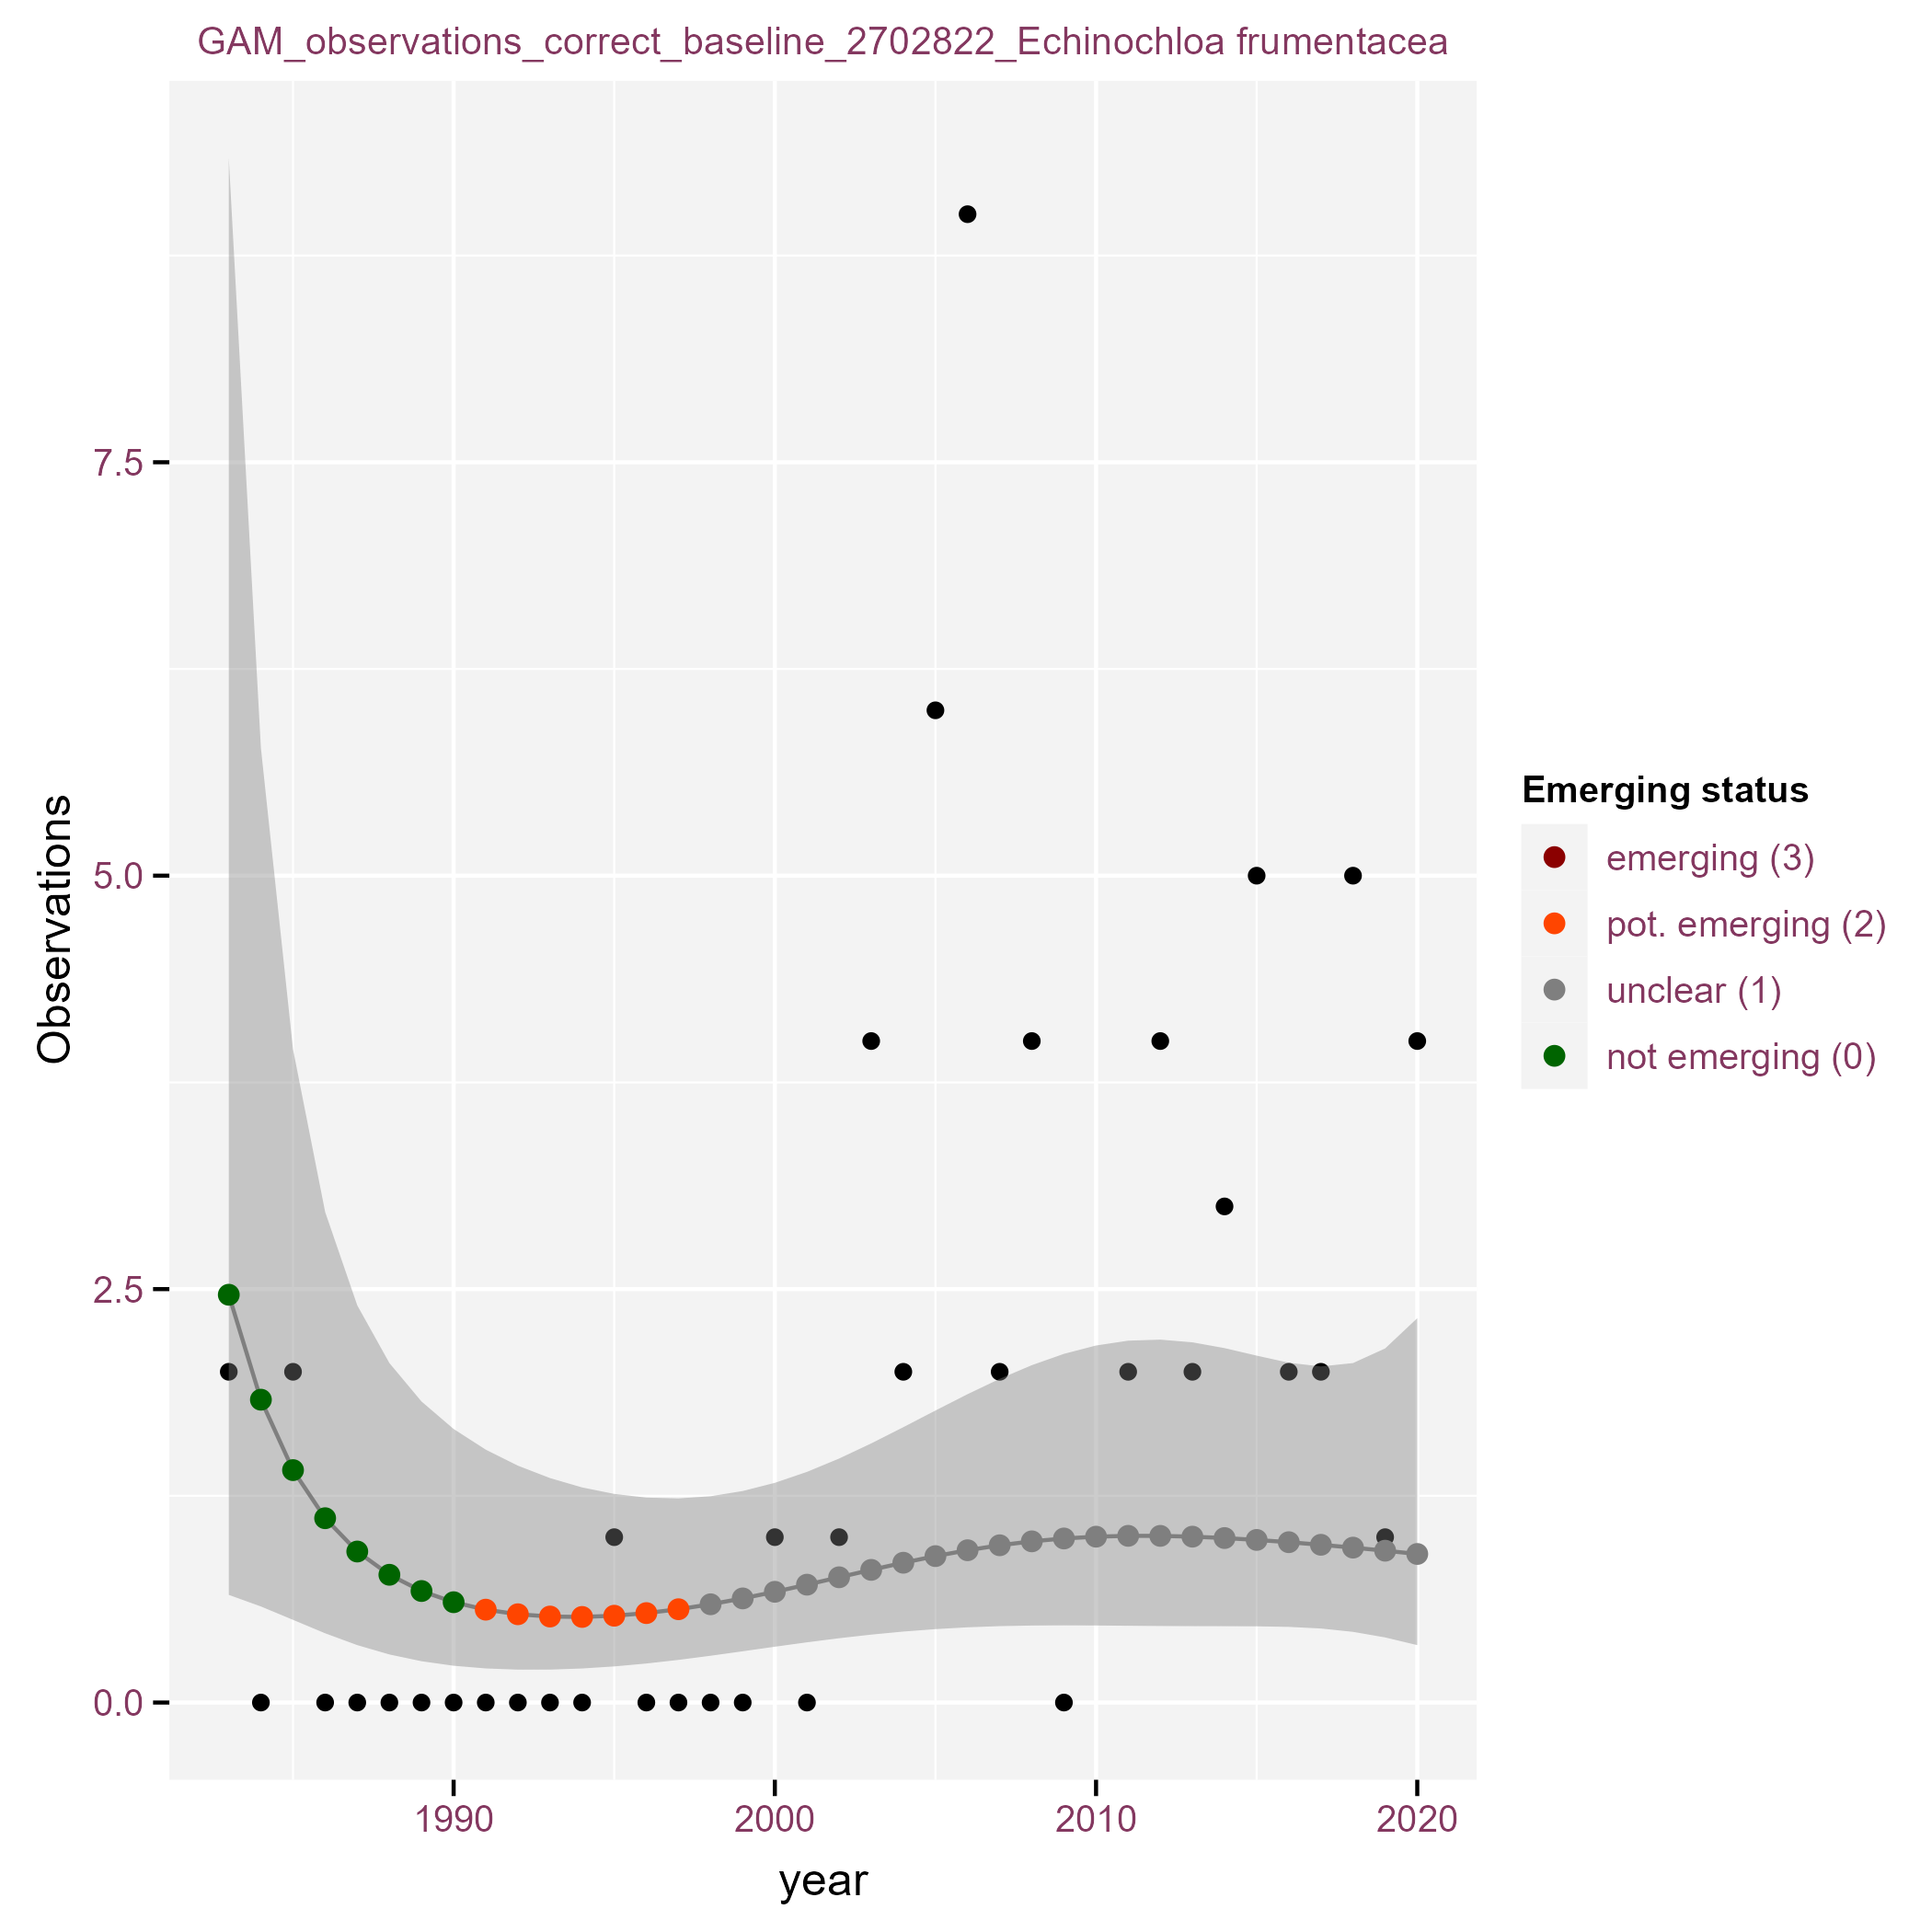 GAM_observations_correct_baseline_2702822_Echinochloa frumentacea
Observations
7.5
5.0
2.5
0.0
1990
2000
2010
2020
year
Emerging status
emerging (3)
pot. emerging (2)
unclear (1)
not emerging (0)